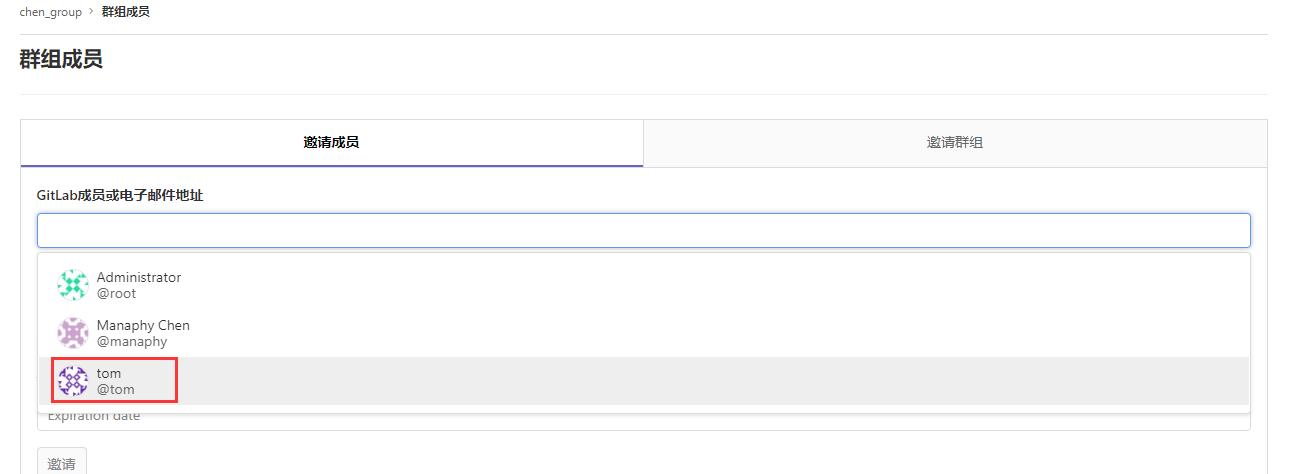 chen_group > 群组成员
群组成员
邀请成员
邀请群组
GitLab成员或电子邮件地址
Administrator
@root
Manaphy Chen
@manaphy
tom
@tom
Expiration date
邀请